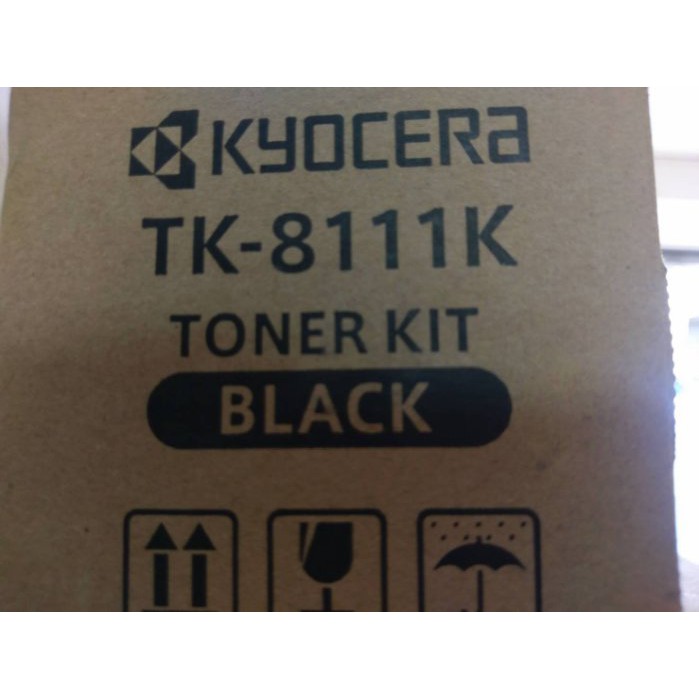 KYOCERA
TK-8111K
TONER KIT
BLACK